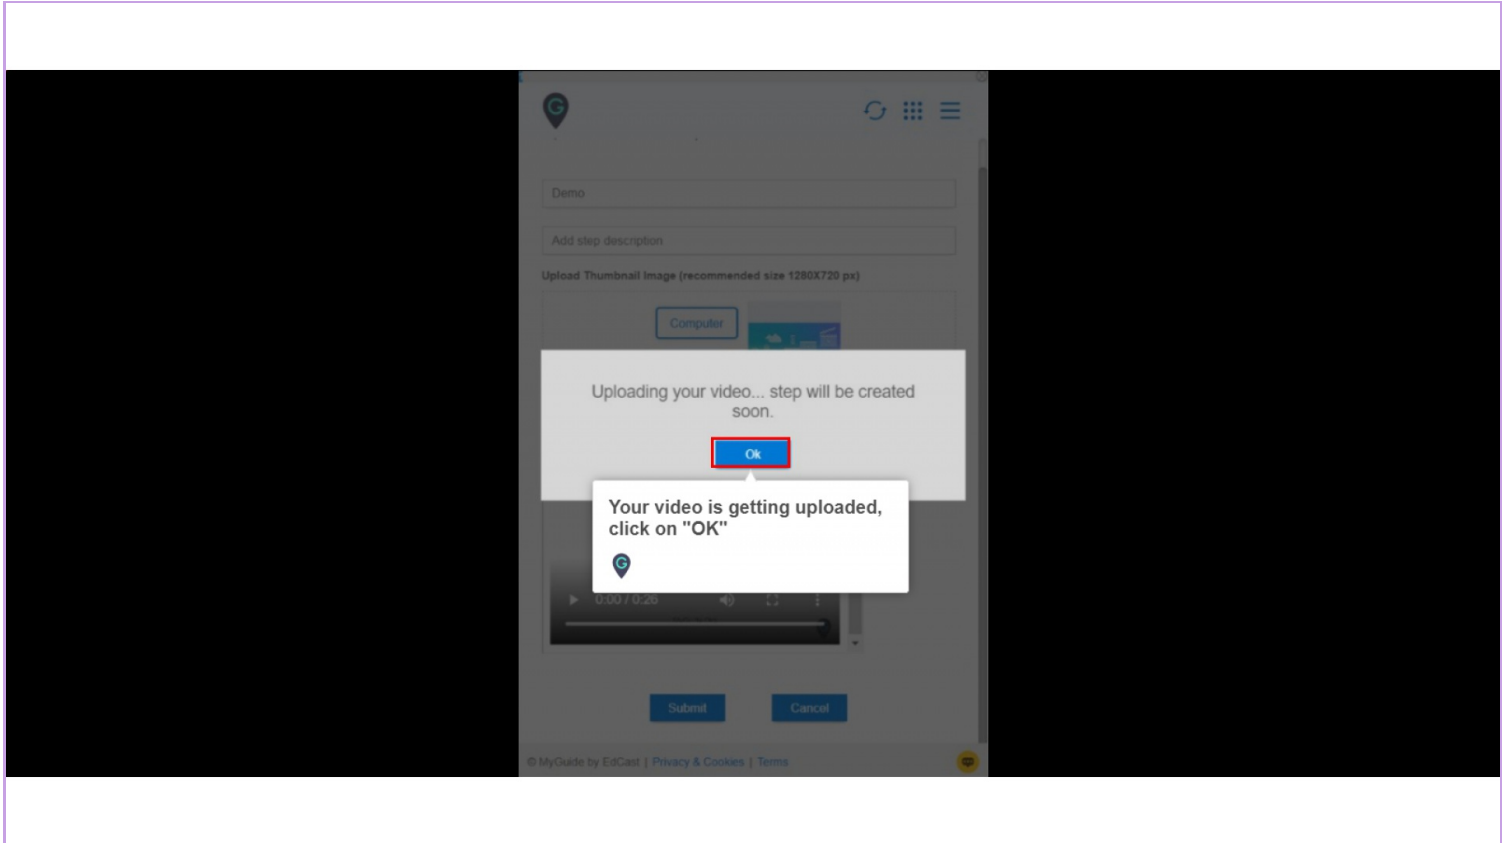 G
Demo
Add step description
Upload Thumbnail Image (recommended size 1280X720 px)
Computer
Uploading your video... step will be created
soon.
Ok
Your video is getting uploaded,
click on "OK"
G
0:00 / 0:26
Submit
Cancel
© MyGuide by EdCast | Privacy & Cookies | Terms